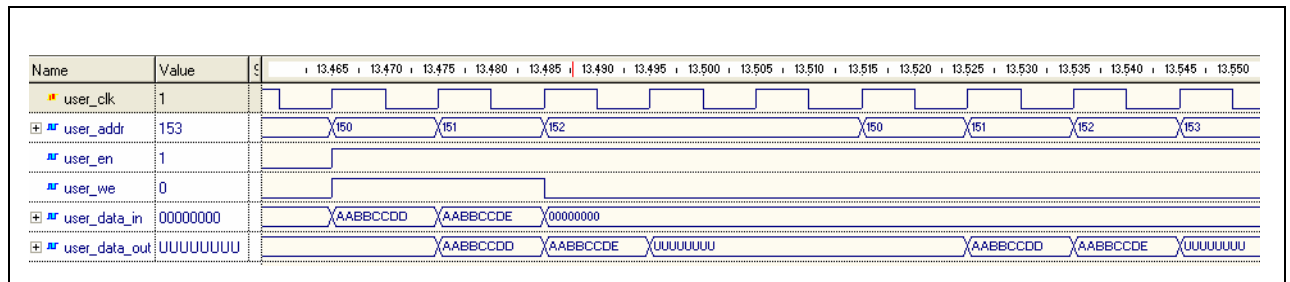 Name Value S 13.465 13.470 13.475 13.480 13.485 13.490 13.495 13.500 13.505 13.510 13.515 13.520 13.525 13.530 13.535 13.540 13.545 13.550
user_clk 1
user_addr 153 150 151 152 150 151 152 153
user_en 1
user_we 0
user_data_in 00000000 AABBCCDD AABBCCDE 00000000
user_data_out UUUUUUUU AABBCCDD AABBCCDE UUUUUUUU AABBCCDD AABBCCDE UUUUUUUU